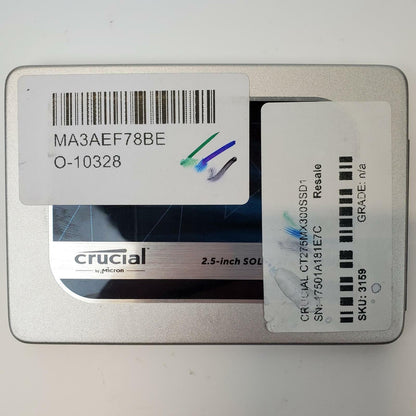 MA3AEF78BE
O-10328
crucial
by Micron
2.5-inch SOL
CRUCIAL CT275MX300SSD1
SN: 17501A181E7C
Resale
SKU: 3159
GRADE: n/a